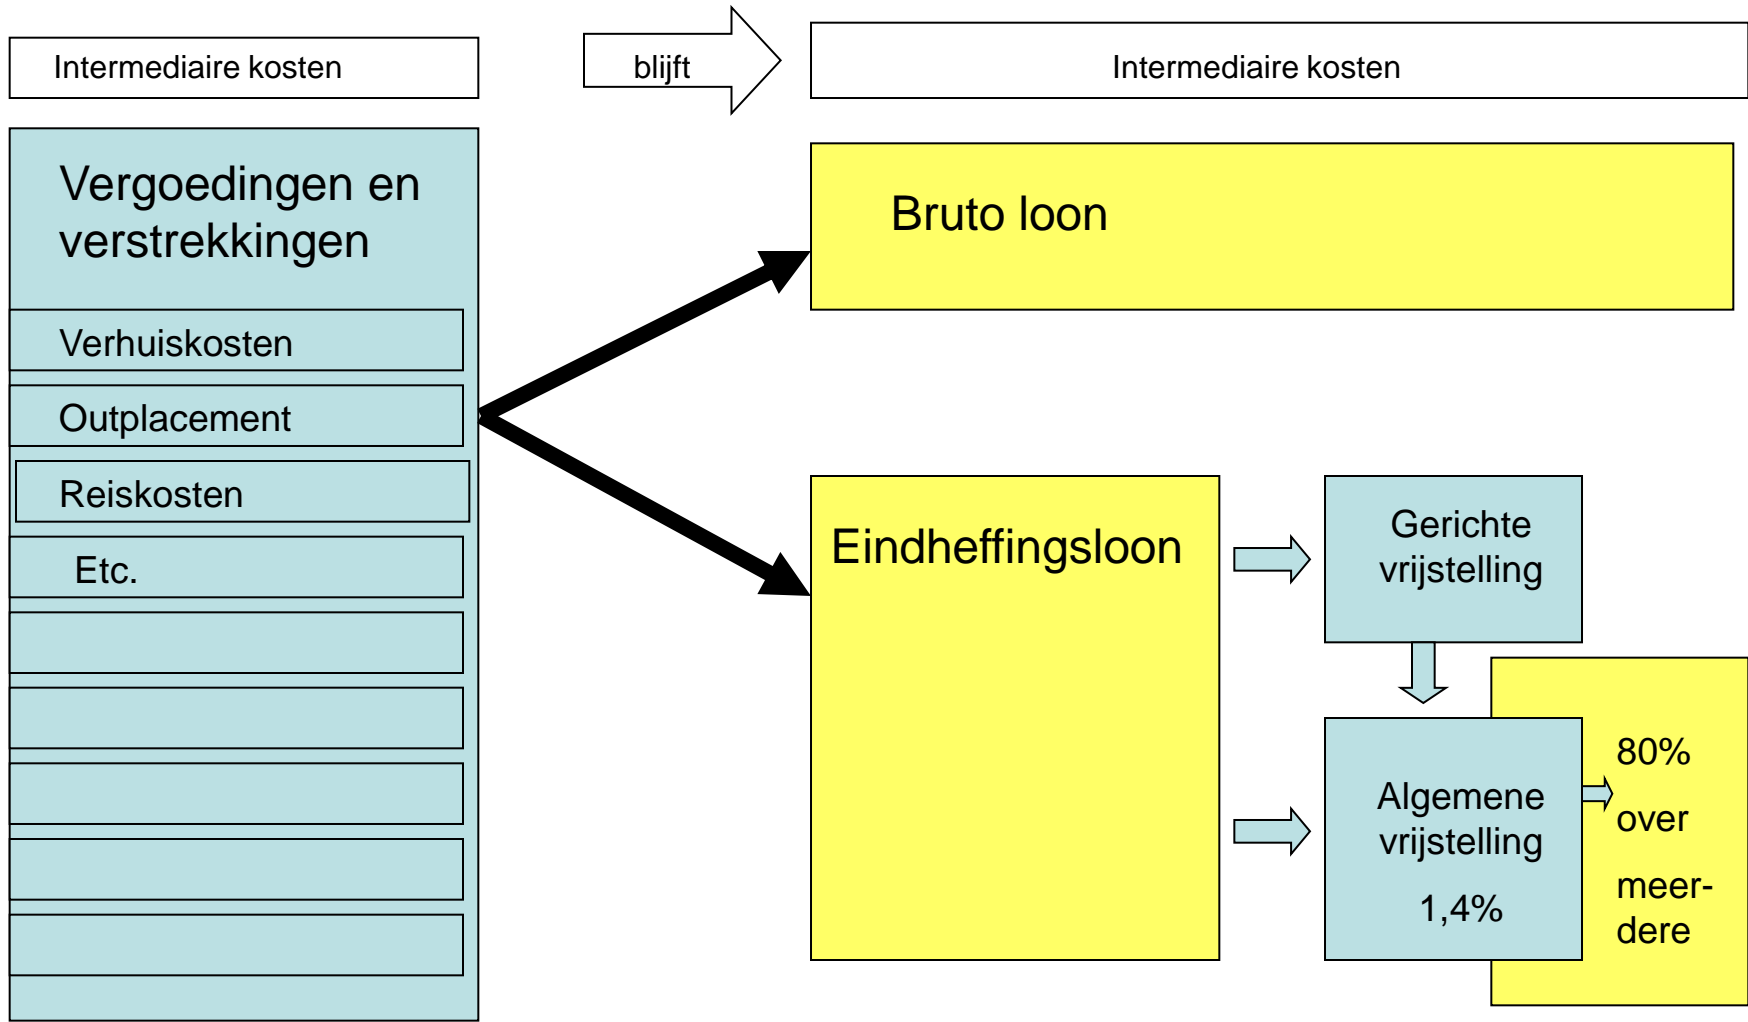 Intermediaire kosten
blijft
Intermediaire kosten
Vergoedingen en
verstrekkingen
Verhuiskosten
Outplacement
Reiskosten
Etc.
Bruto loon
Eindheffingsloon
Gerichte
vrijstelling
Algemene
vrijstelling
1,4%
80%
over
meer-
dere